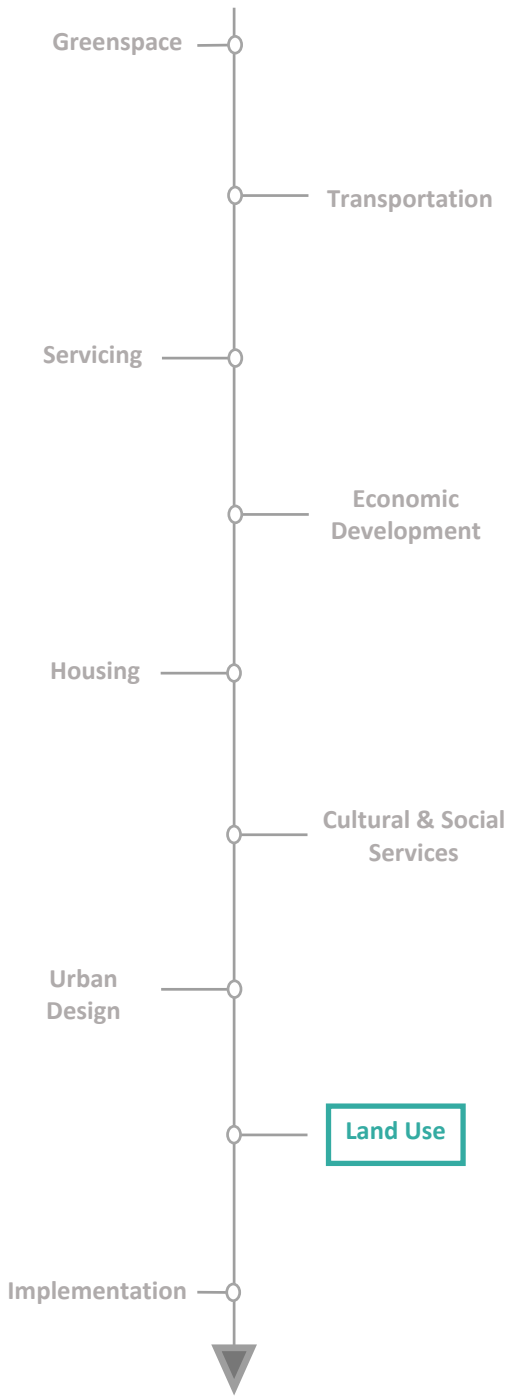 Greenspace
Transportation
Servicing
Economic
Development
Housing
Cultural & Social
Services
Urban
Design
Land Use
Implementation